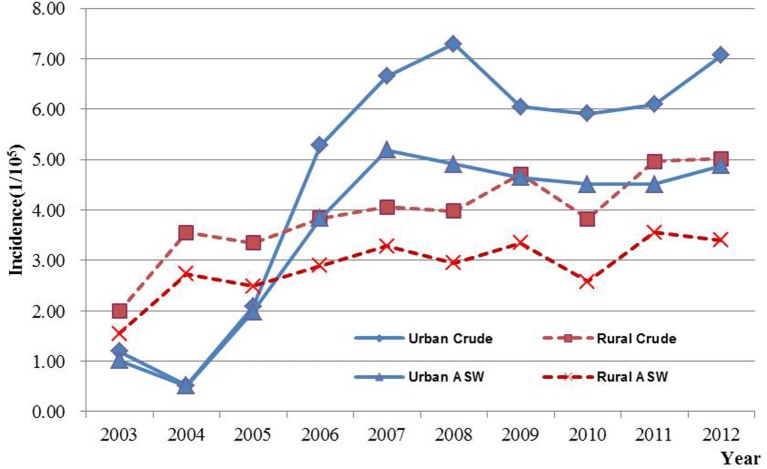 8.00
7.00
6.00
5.00
4.00
3.00
2.00
1.00
0.00
Incidence(1/10⁵)
Urban Crude
Rural Crude
Urban ASW
Rural ASW
2003 2004 2005 2006 2007 2008 2009 2010 2011 2012
Year